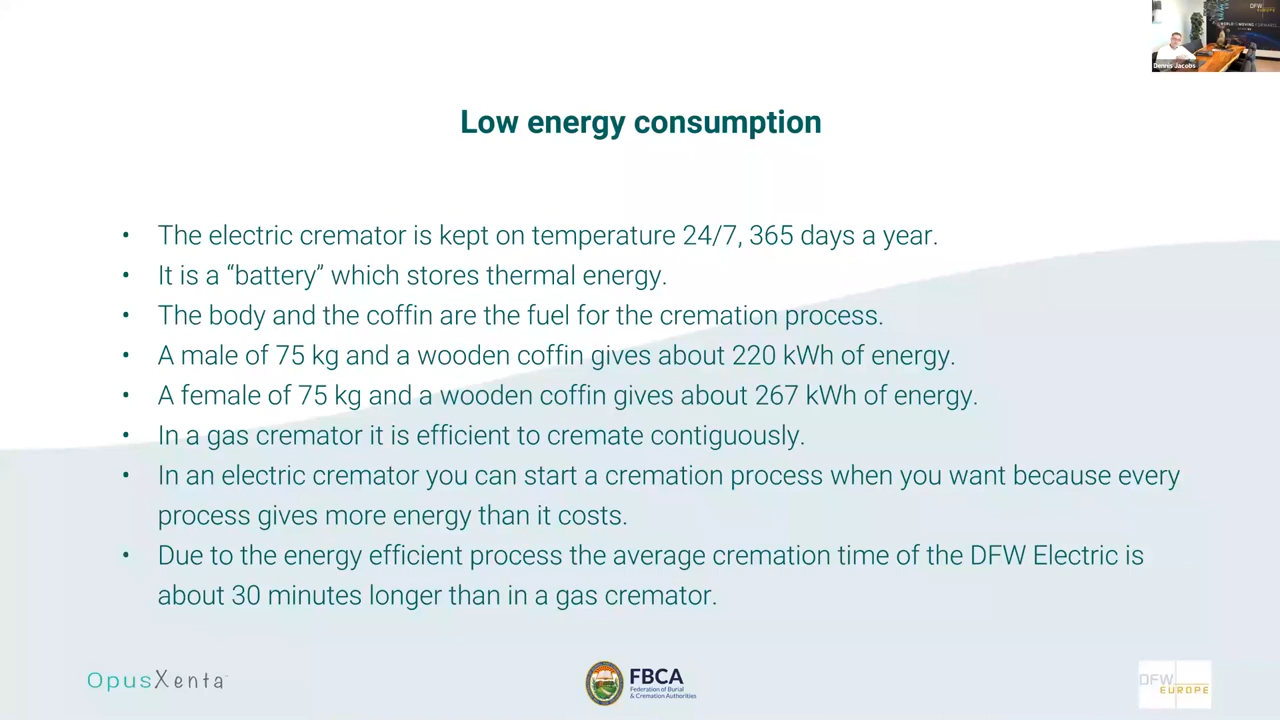 DFW
EUROPE
WORLD IS MOVING FORWARD
Dennis Jacobs
Low energy consumption
• The electric cremator is kept on temperature 24/7, 365 days a year.
• It is a “battery” which stores thermal energy.
• The body and the coffin are the fuel for the cremation process.
• A male of 75 kg and a wooden coffin gives about 220 kWh of energy.
• A female of 75 kg and a wooden coffin gives about 267 kWh of energy.
• In a gas cremator it is efficient to cremate contiguously.
• In an electric cremator you can start a cremation process when you want because every
process gives more energy than it costs.
• Due to the energy efficient process the average cremation time of the DFW Electric is
about 30 minutes longer than in a gas cremator.
OpusXenta
FBCA
Federation of Burial
& Cremation Authorities
DFW
EUROPE